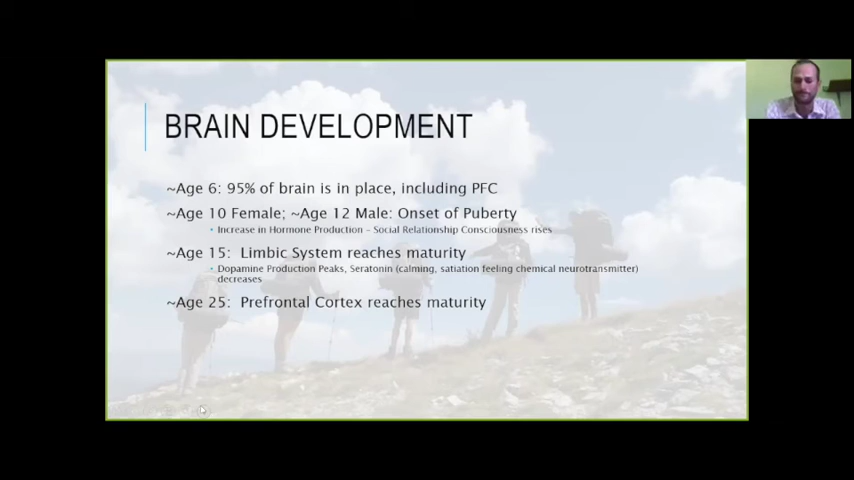 BRAIN DEVELOPMENT
~Age 6: 95% of brain is in place, including PFC
~Age 10 Female; ~Age 12 Male: Onset of Puberty
• Increase in Hormone Production – Social Relationship Consciousness rises
~Age 15: Limbic System reaches maturity
• Dopamine Production Peaks, Seratonin (calming, satiation feeling chemical neurotransmitter)
decreases
~Age 25: Prefrontal Cortex reaches maturity